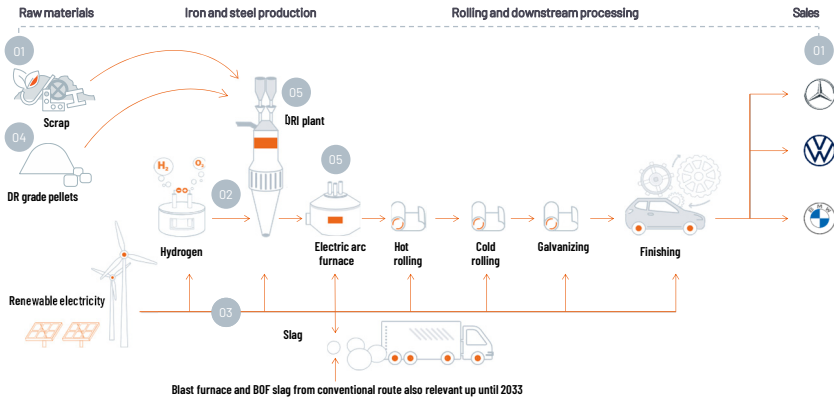 Raw materials
Iron and steel production
Rolling and downstream processing
Sales
01
01
05
Scrap
DRI plant
04
H₂
O₂
05
02
DR grade pellets
Hydrogen
Electric arc
furnace
Hot
rolling
Cold
rolling
Galvanizing
Finishing
BMW
Renewable electricity
03
Slag
Blast furnace and BOF slag from conventional route also relevant up until 2033